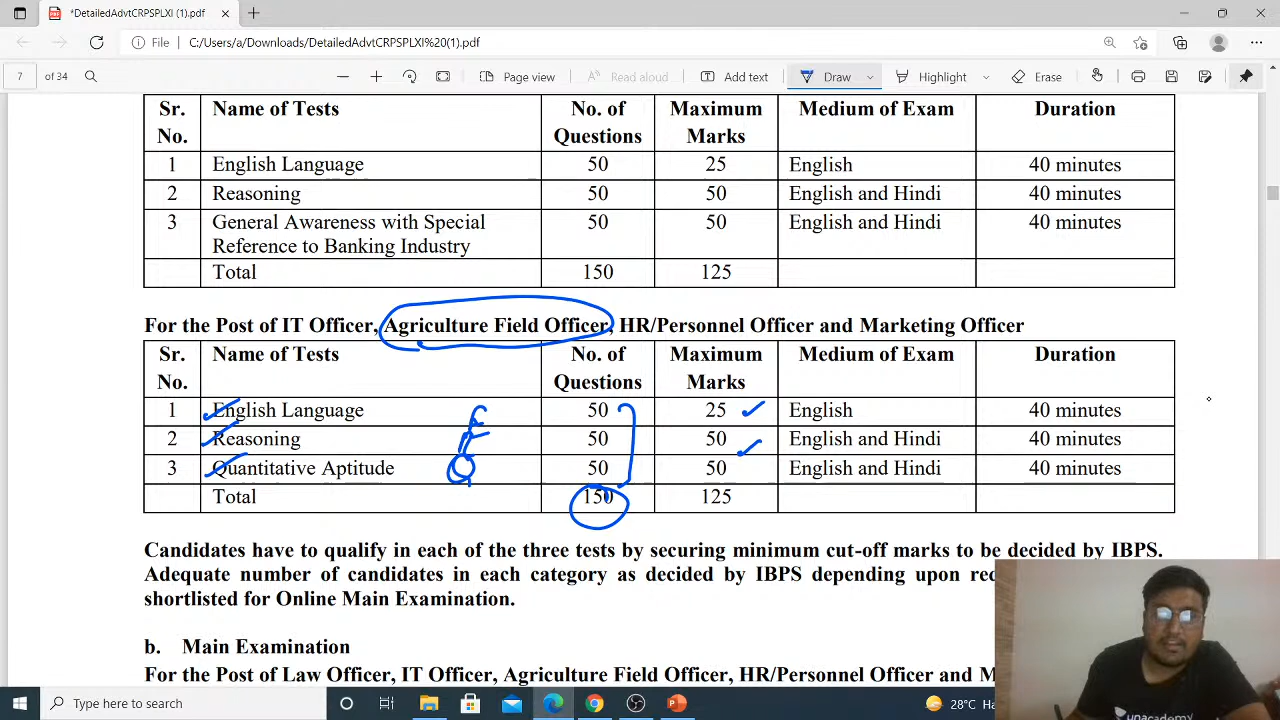 *DetailedAdvtCRPSPLXI (1).pdf
File C:/Users/a/Downloads/DetailedAdvtCRPSPLXI%20(1).pdf
7 of 34 Page view Read aloud Add text Draw Highlight Erase
Sr. No. Name of Tests No. of Questions Maximum Marks Medium of Exam Duration
1 English Language 50 25 English 40 minutes
2 Reasoning 50 50 English and Hindi 40 minutes
3 General Awareness with Special 50 50 English and Hindi 40 minutes
Reference to Banking Industry
Total 150 125
For the Post of IT Officer, Agriculture Field Officer, HR/Personnel Officer and Marketing Officer
Sr. No. Name of Tests No. of Questions Maximum Marks Medium of Exam Duration
1 English Language 50 25 English 40 minutes
2 Reasoning 50 50 English and Hindi 40 minutes
3 Quantitative Aptitude 50 50 English and Hindi 40 minutes
Total 150 125
Candidates have to qualify in each of the three tests by securing minimum cut-off marks to be decided by IBPS.
Adequate number of candidates in each category as decided by IBPS depending upon
shortlisted for Online Main Examination.
b. Main Examination
For the Post of Law Officer, IT Officer, Agriculture Field Officer, HR/Personnel Officer and
unacademy
Type here to search
28°C